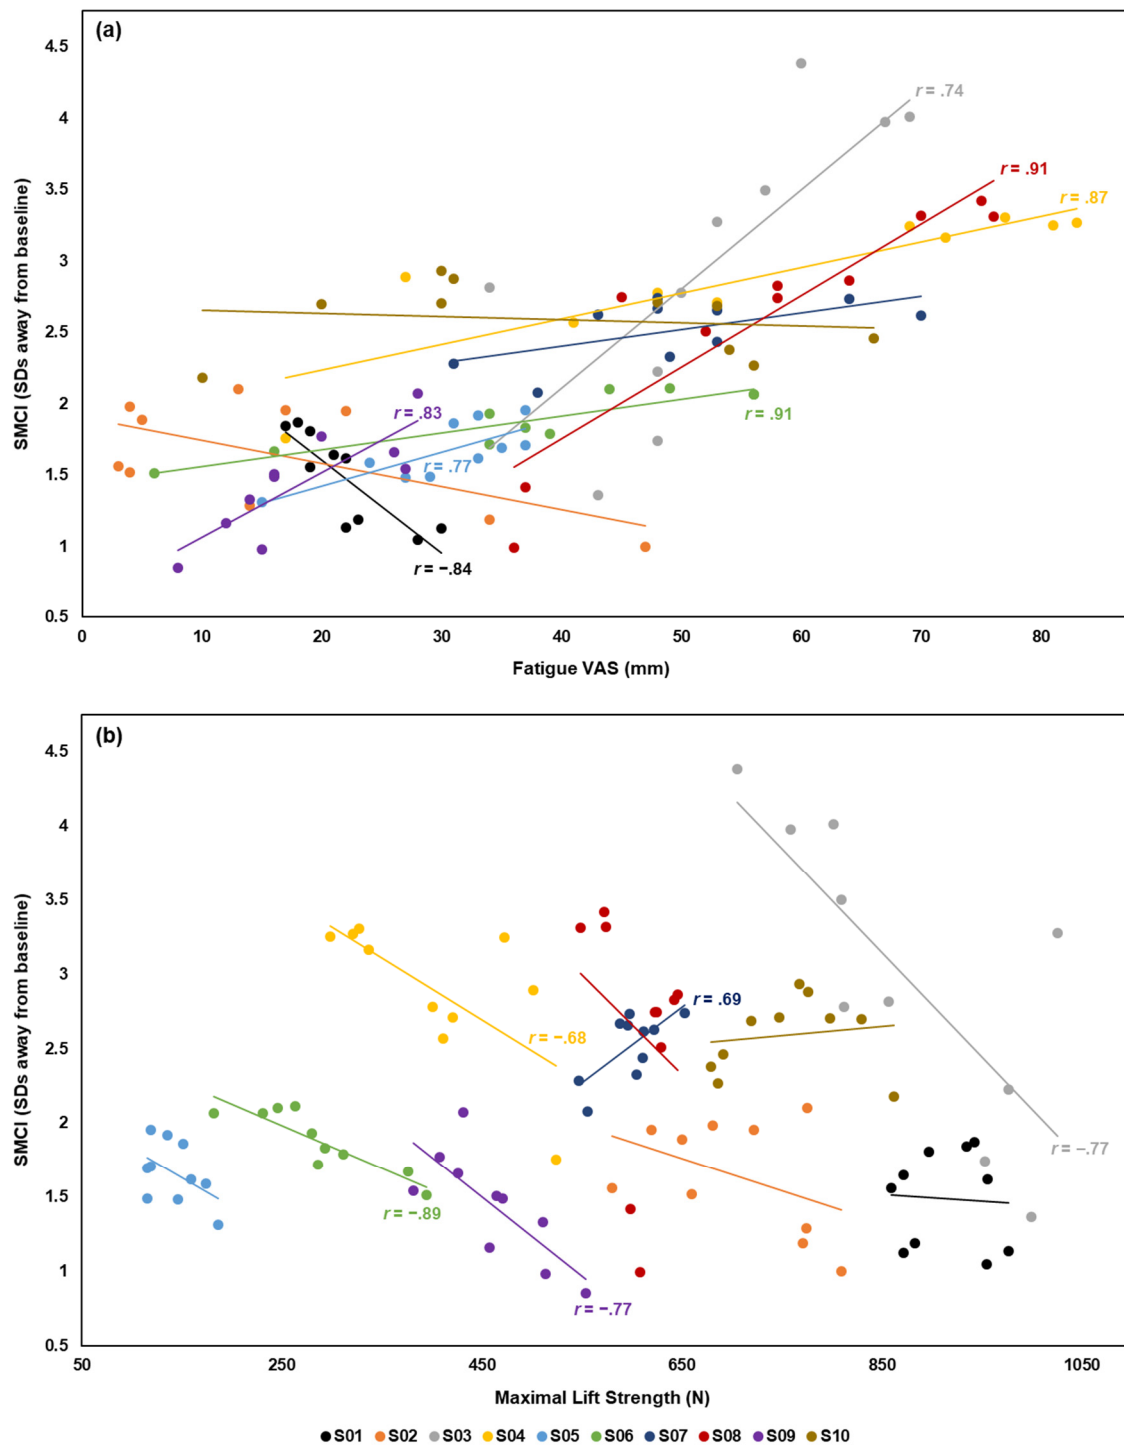 (a)
4.5
4
3.5
3
2.5
2
1.5
1
0.5
SMCI (SDs away from baseline)
r = .74
r = .91
r = .87
r = .83
r = .77
r = .91
r = −.84
0 10 20 30 40 50 60 70 80
Fatigue VAS (mm)
(b)
4.5
4
3.5
3
2.5
2
1.5
1
0.5
SMCI (SDs away from baseline)
r = .69
r = −.68
r = −.77
r = −.89
r = −.77
50 250 450 650 850 1050
Maximal Lift Strength (N)
S01 S02 S03 S04 S05 S06 S07 S08 S09 S10